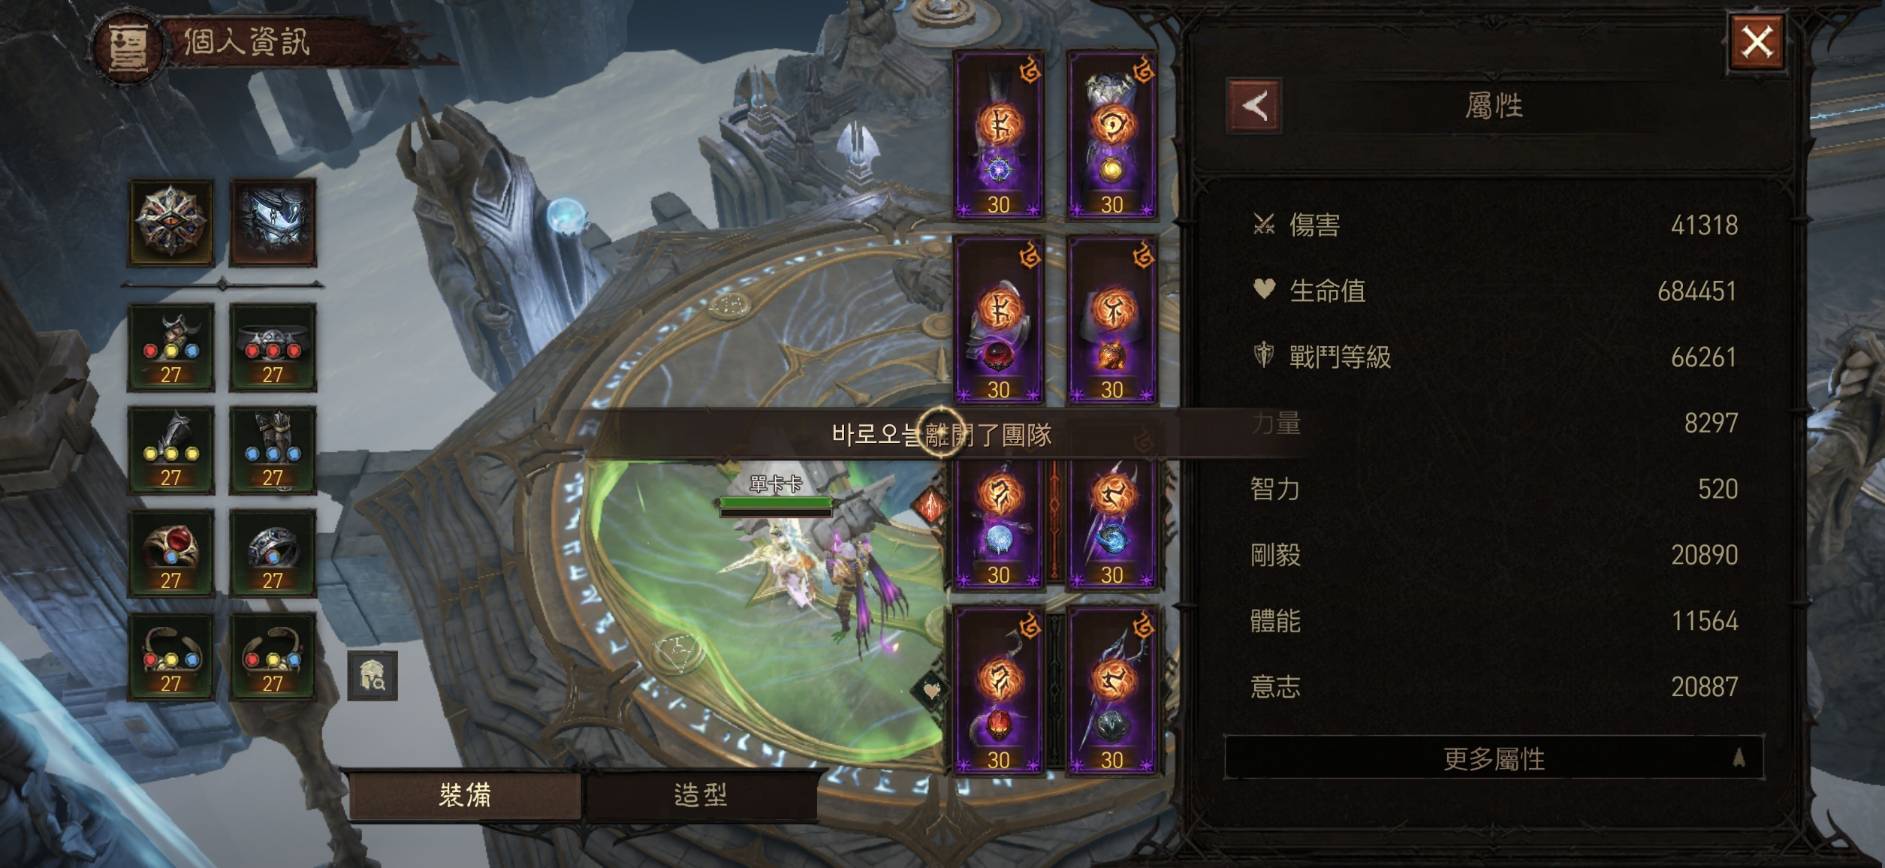 個人資訊
屬性
30
30
傷害 41318
生命值 684451
戰鬥等級 66261
27
27
30
30
力量 8297
바로오늘離開了團隊
單卡卡
智力 520
27
27
剛毅 20890
27
27
30
30
體能 11564
意志 20887
27
27
30
30
更多屬性
裝備
造型